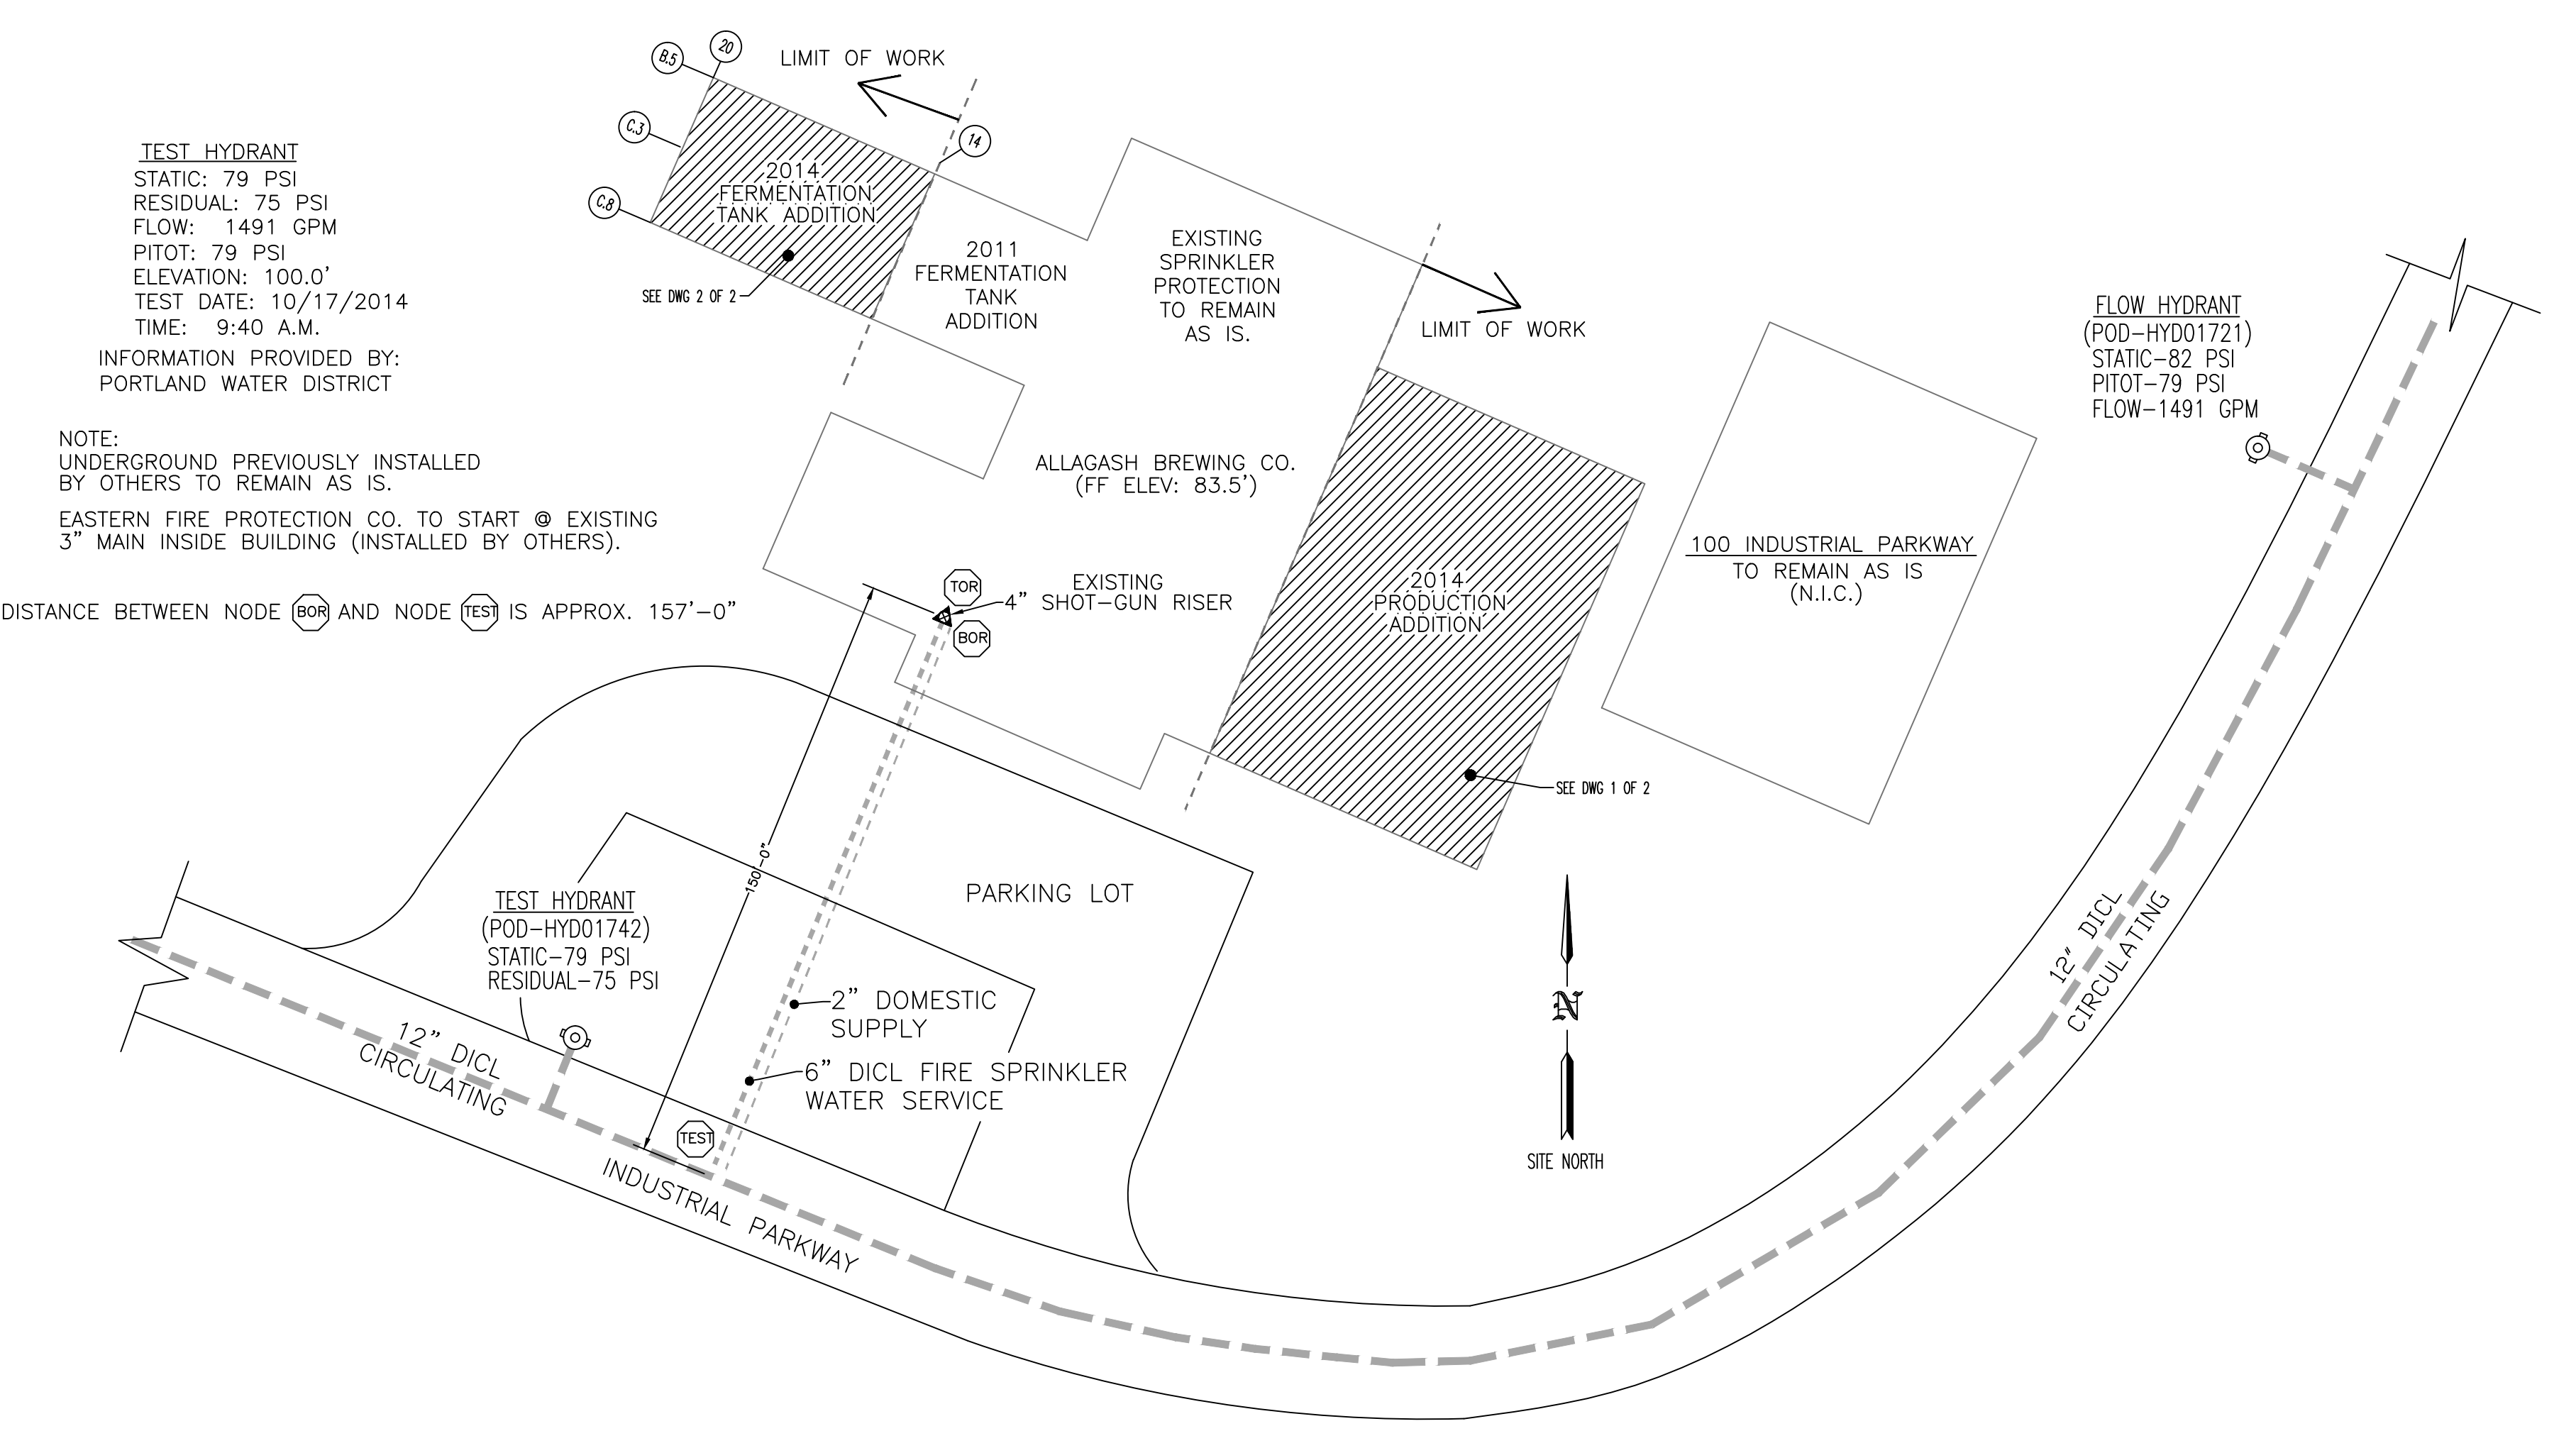 B.5
20
C.3
C.8
14
LIMIT OF WORK
TEST HYDRANT
STATIC: 79 PSI
RESIDUAL: 75 PSI
FLOW: 1491 GPM
PITOT: 79 PSI
ELEVATION: 100.0'
TEST DATE: 10/17/2014
TIME: 9:40 A.M.
INFORMATION PROVIDED BY:
PORTLAND WATER DISTRICT
NOTE:
UNDERGROUND PREVIOUSLY INSTALLED
BY OTHERS TO REMAIN AS IS.
EASTERN FIRE PROTECTION CO. TO START @ EXISTING
3" MAIN INSIDE BUILDING (INSTALLED BY OTHERS).
DISTANCE BETWEEN NODE BOR AND NODE TEST IS APPROX. 157'-0"
2014
FERMENTATION
TANK ADDITION
SEE DWG 2 OF 2
2011
FERMENTATION
TANK
ADDITION
EXISTING
SPRINKLER
PROTECTION
TO REMAIN
AS IS.
LIMIT OF WORK
ALLAGASH BREWING CO.
(FF ELEV: 83.5')
TOR
BOR
EXISTING
4" SHOT-GUN RISER
2014
PRODUCTION
ADDITION
SEE DWG 1 OF 2
100 INDUSTRIAL PARKWAY
TO REMAIN AS IS
(N.I.C.)
FLOW HYDRANT
(POD-HYD01721)
STATIC-82 PSI
PITOT-79 PSI
FLOW-1491 GPM
150'-0"
PARKING LOT
TEST HYDRANT
(POD-HYD01742)
STATIC-79 PSI
RESIDUAL-75 PSI
2" DOMESTIC
SUPPLY
6" DICL FIRE SPRINKLER
WATER SERVICE
12" DICL
CIRCULATING
TEST
INDUSTRIAL PARKWAY
N
SITE NORTH
12" DICL
CIRCULATING